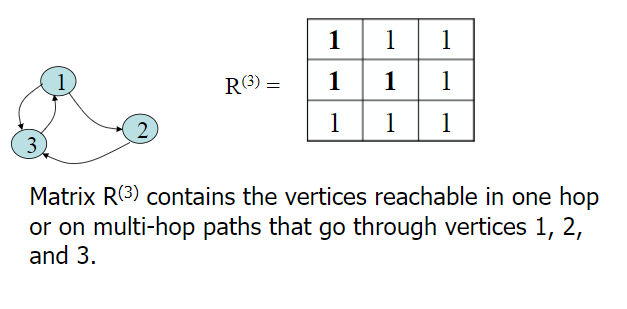 1
2
3
R(3) =
1 1 1
1 1 1
1 1 1
Matrix R(3) contains the vertices reachable in one hop
or on multi-hop paths that go through vertices 1, 2,
and 3.